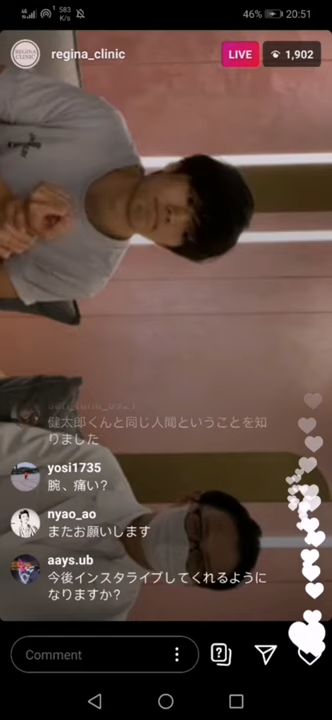 583
K/s
46%
20:51
REGINA
CLINIC
regina_clinic
LIVE
1,902
健太郎くんと同じ人間ということを知
りました
yosi1735
腕、痛い?
nyao_ao
またお願いします
aays.ub
今後インスタライブしてくれるように
なりますか?
Comment